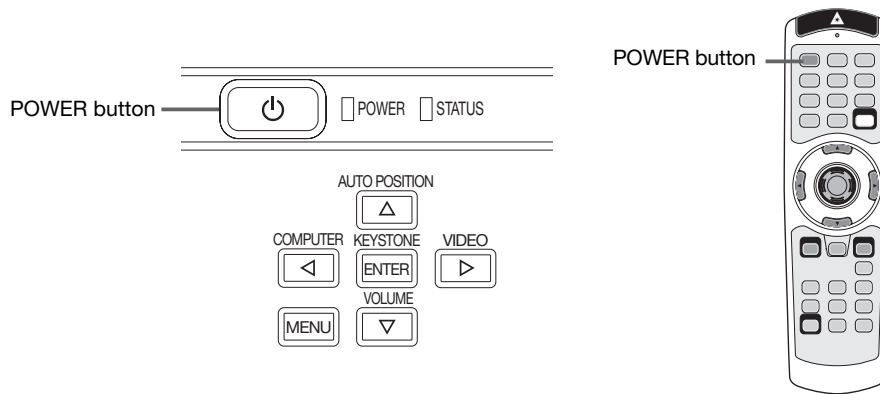 POWER button
POWER
STATUS
AUTO POSITION
COMPUTER
KEYSTONE
VIDEO
ENTER
VOLUME
MENU
POWER button